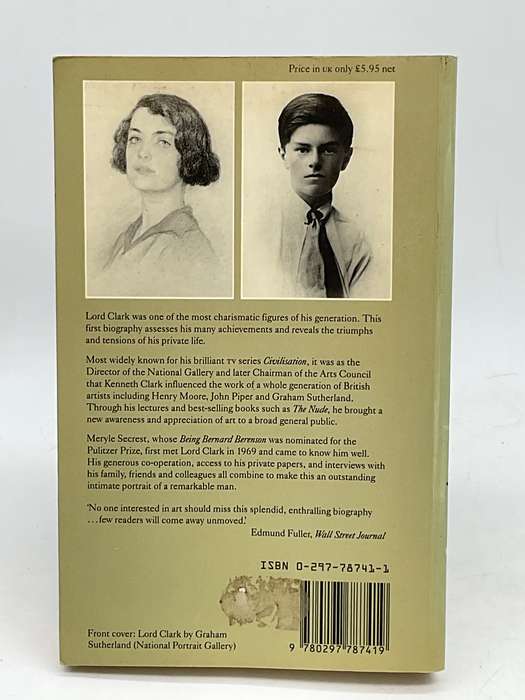 Price in UK only £5.95 net
Lord Clark was one of the most charismatic figures of his generation. This
first biography assesses his many achievements and reveals the triumphs
and tensions of his private life.
Most widely known for his brilliant TV series Civilisation, it was as the
Director of the National Gallery and later Chairman of the Arts Council
that Kenneth Clark influenced the work of a whole generation of British
artists including Henry Moore, John Piper and Graham Sutherland.
Through his lectures and best-selling books such as The Nude, he brought a
new awareness and appreciation of art to a broad general public.
Meryle Secrest, whose Being Bernard Berenson was nominated for the
Pulitzer Prize, first met Lord Clark in 1969 and came to know him well.
His generous co-operation, access to his private papers, and interviews with
his family, friends and colleagues all combine to make this an outstanding
intimate portrait of a remarkable man.
'No one interested in art should miss this splendid, enthralling biography
...few readers will come away unmoved.'
Edmund Fuller, Wall Street Journal
ISBN 0-297-78741-1
9 780297 787419
Front cover: Lord Clark by Graham
Sutherland (National Portrait Gallery)